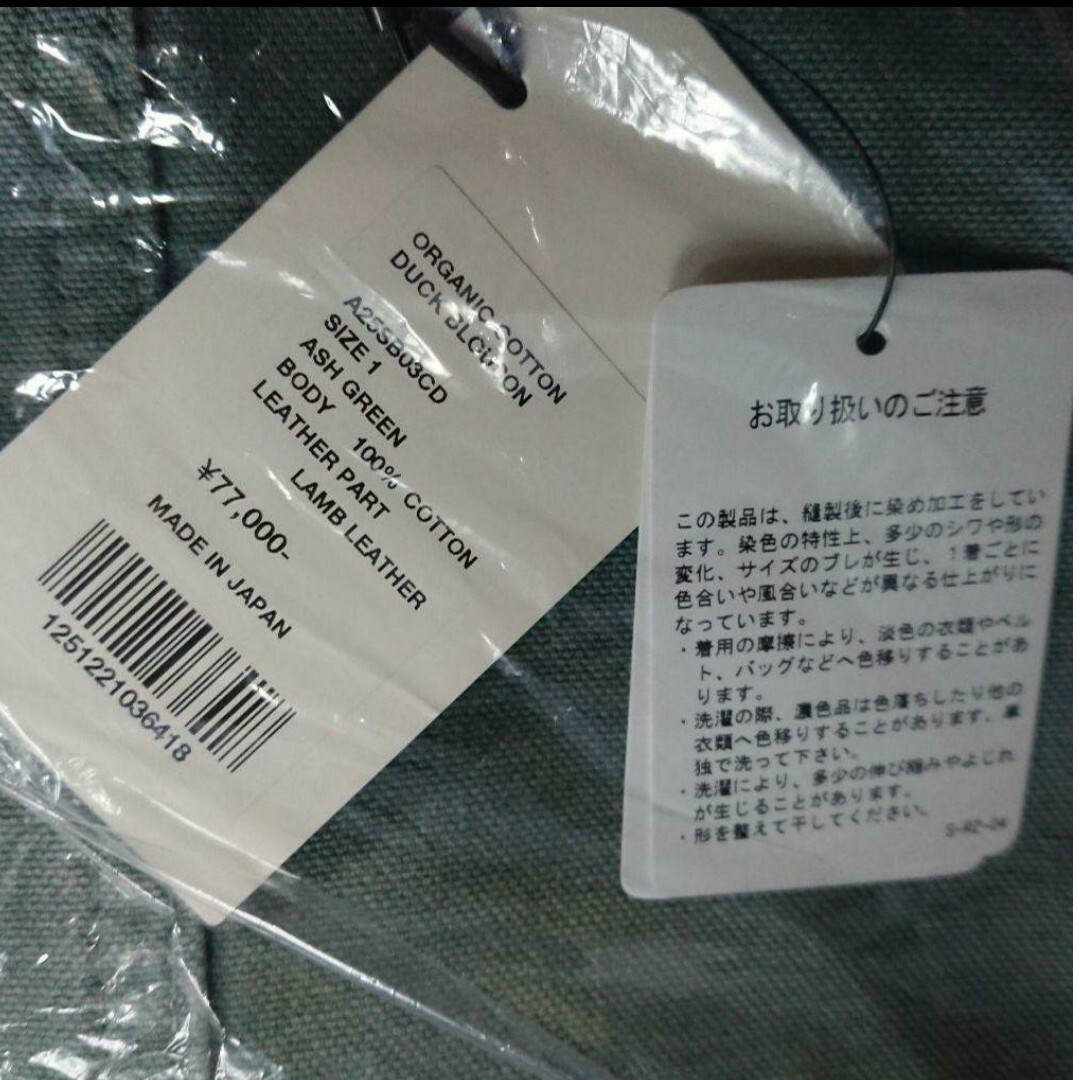 ORGANIC COTTON
DUCK BLOUSON
A25SB03CD
SIZE 1
ASH GREEN
BODY 100% COTTON
LEATHER PART
LAMB LEATHER
¥77,000-
MADE IN JAPAN
1251221036418
お取り扱いのご注意
この製品は、縫製後に染め加工をしてい
ます。染色の特性上、多少のシワや形の
変化、サイズのブレが生じ、1着ごとに
色合いや風合いなどが異なる仕上がりに
なっています。
・着用の摩擦により、淡色の衣類やベル
ト、バッグなどへ色移りすることがあ
ります。
・洗濯の際、濃色品は色落ちしたり他の
衣類へ色移りすることがあります。単
独で洗って下さい。
・洗濯により、多少の伸び縮みやよじれ
が生じることがあります。
・形を整えて干してください。
S-RZ-04